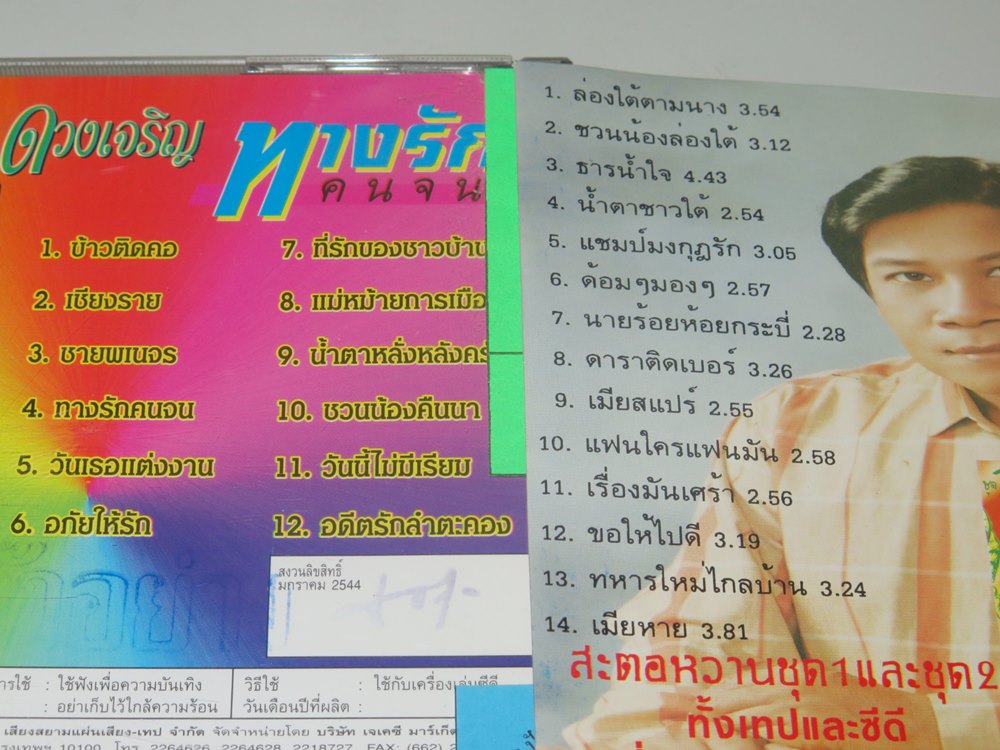 ดวงเจริญ
ทางรัก
คนจน
1. ข้าวติดคอ
2. เชียงราย
3. ชายพเนจร
4. ทางรักคนจน
5. วันเธอแต่งงาน
6. อภัยให้รัก
7. ที่รักของชาวบ้าน
8. แม่หม้ายการเมือ
9. น้ำตาหลั่งหลังคร
10. ชวนน้องคืนนา
11. วันนี้ไม่มีเรียม
12. อดีตรักลำตะคอง
สงวนลิขสิทธิ์
มกราคม 2544
ารใช้ : ใช้ฟังเพื่อความบันเทิง
: อย่าเก็บไว้ใกล้ความร้อน
วิธีใช้ : ใช้กับเครื่องเล่นซีดี
วันเดือนปีที่ผลิต :
เสียงสยามแผ่นเสียง-เทป จำกัด จัดจำหน่ายโดย บริษัท เจเคซี มาร์เก็
รุงเทพฯ 10100 โทร. 2264626, 2264628, 2218727 FAX: (662) 2
1. ล่องใต้ตามนาง 3.54
2. ชวนน้องล่องใต้ 3.12
3. ธารน้ำใจ 4.43
4. น้ำตาชาวใต้ 2.54
5. แชมป์มงกุฎรัก 3.05
6. ด้อมๆมองๆ 2.57
7. นายร้อยห้อยกระบี่ 2.28
8. ดาราติดเบอร์ 3.26
9. เมียสแปร์ 2.55
10. แฟนใครแฟนมัน 2.58
11. เรื่องมันเศร้า 2.56
12. ขอให้ไปดี 3.19
13. ทหารใหม่ไกลบ้าน 3.24
14. เมียหาย 3.81
สะตอหวานชุด1และชุด2
ทั้งเทปและซีดี